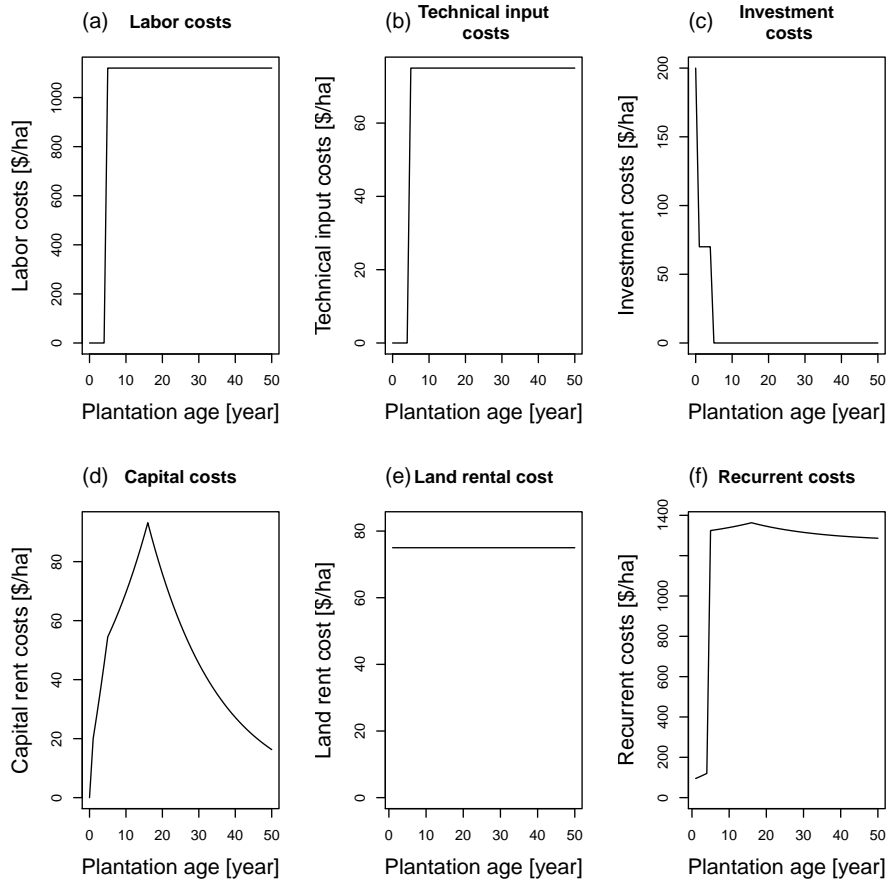 (a) Labor costs
Labor costs [$/ha]
1000
800
600
400
200
0
0 10 20 30 40 50
Plantation age [year]
(b) Technical input
costs
Technical input costs [$/ha]
60
40
20
0
0 10 20 30 40 50
Plantation age [year]
(c) Investment
costs
Investment costs [$/ha]
200
150
100
50
0
0 10 20 30 40 50
Plantation age [year]
(d) Capital costs
Capital rent costs [$/ha]
80
60
40
20
0
0 10 20 30 40 50
Plantation age [year]
(e) Land rental cost
Land rent cost [$/ha]
80
60
40
20
0
0 10 20 30 40 50
Plantation age [year]
(f) Recurrent costs
Recurrent costs [$/ha]
1400
1000
800
600
400
200
0
0 10 20 30 40 50
Plantation age [year]